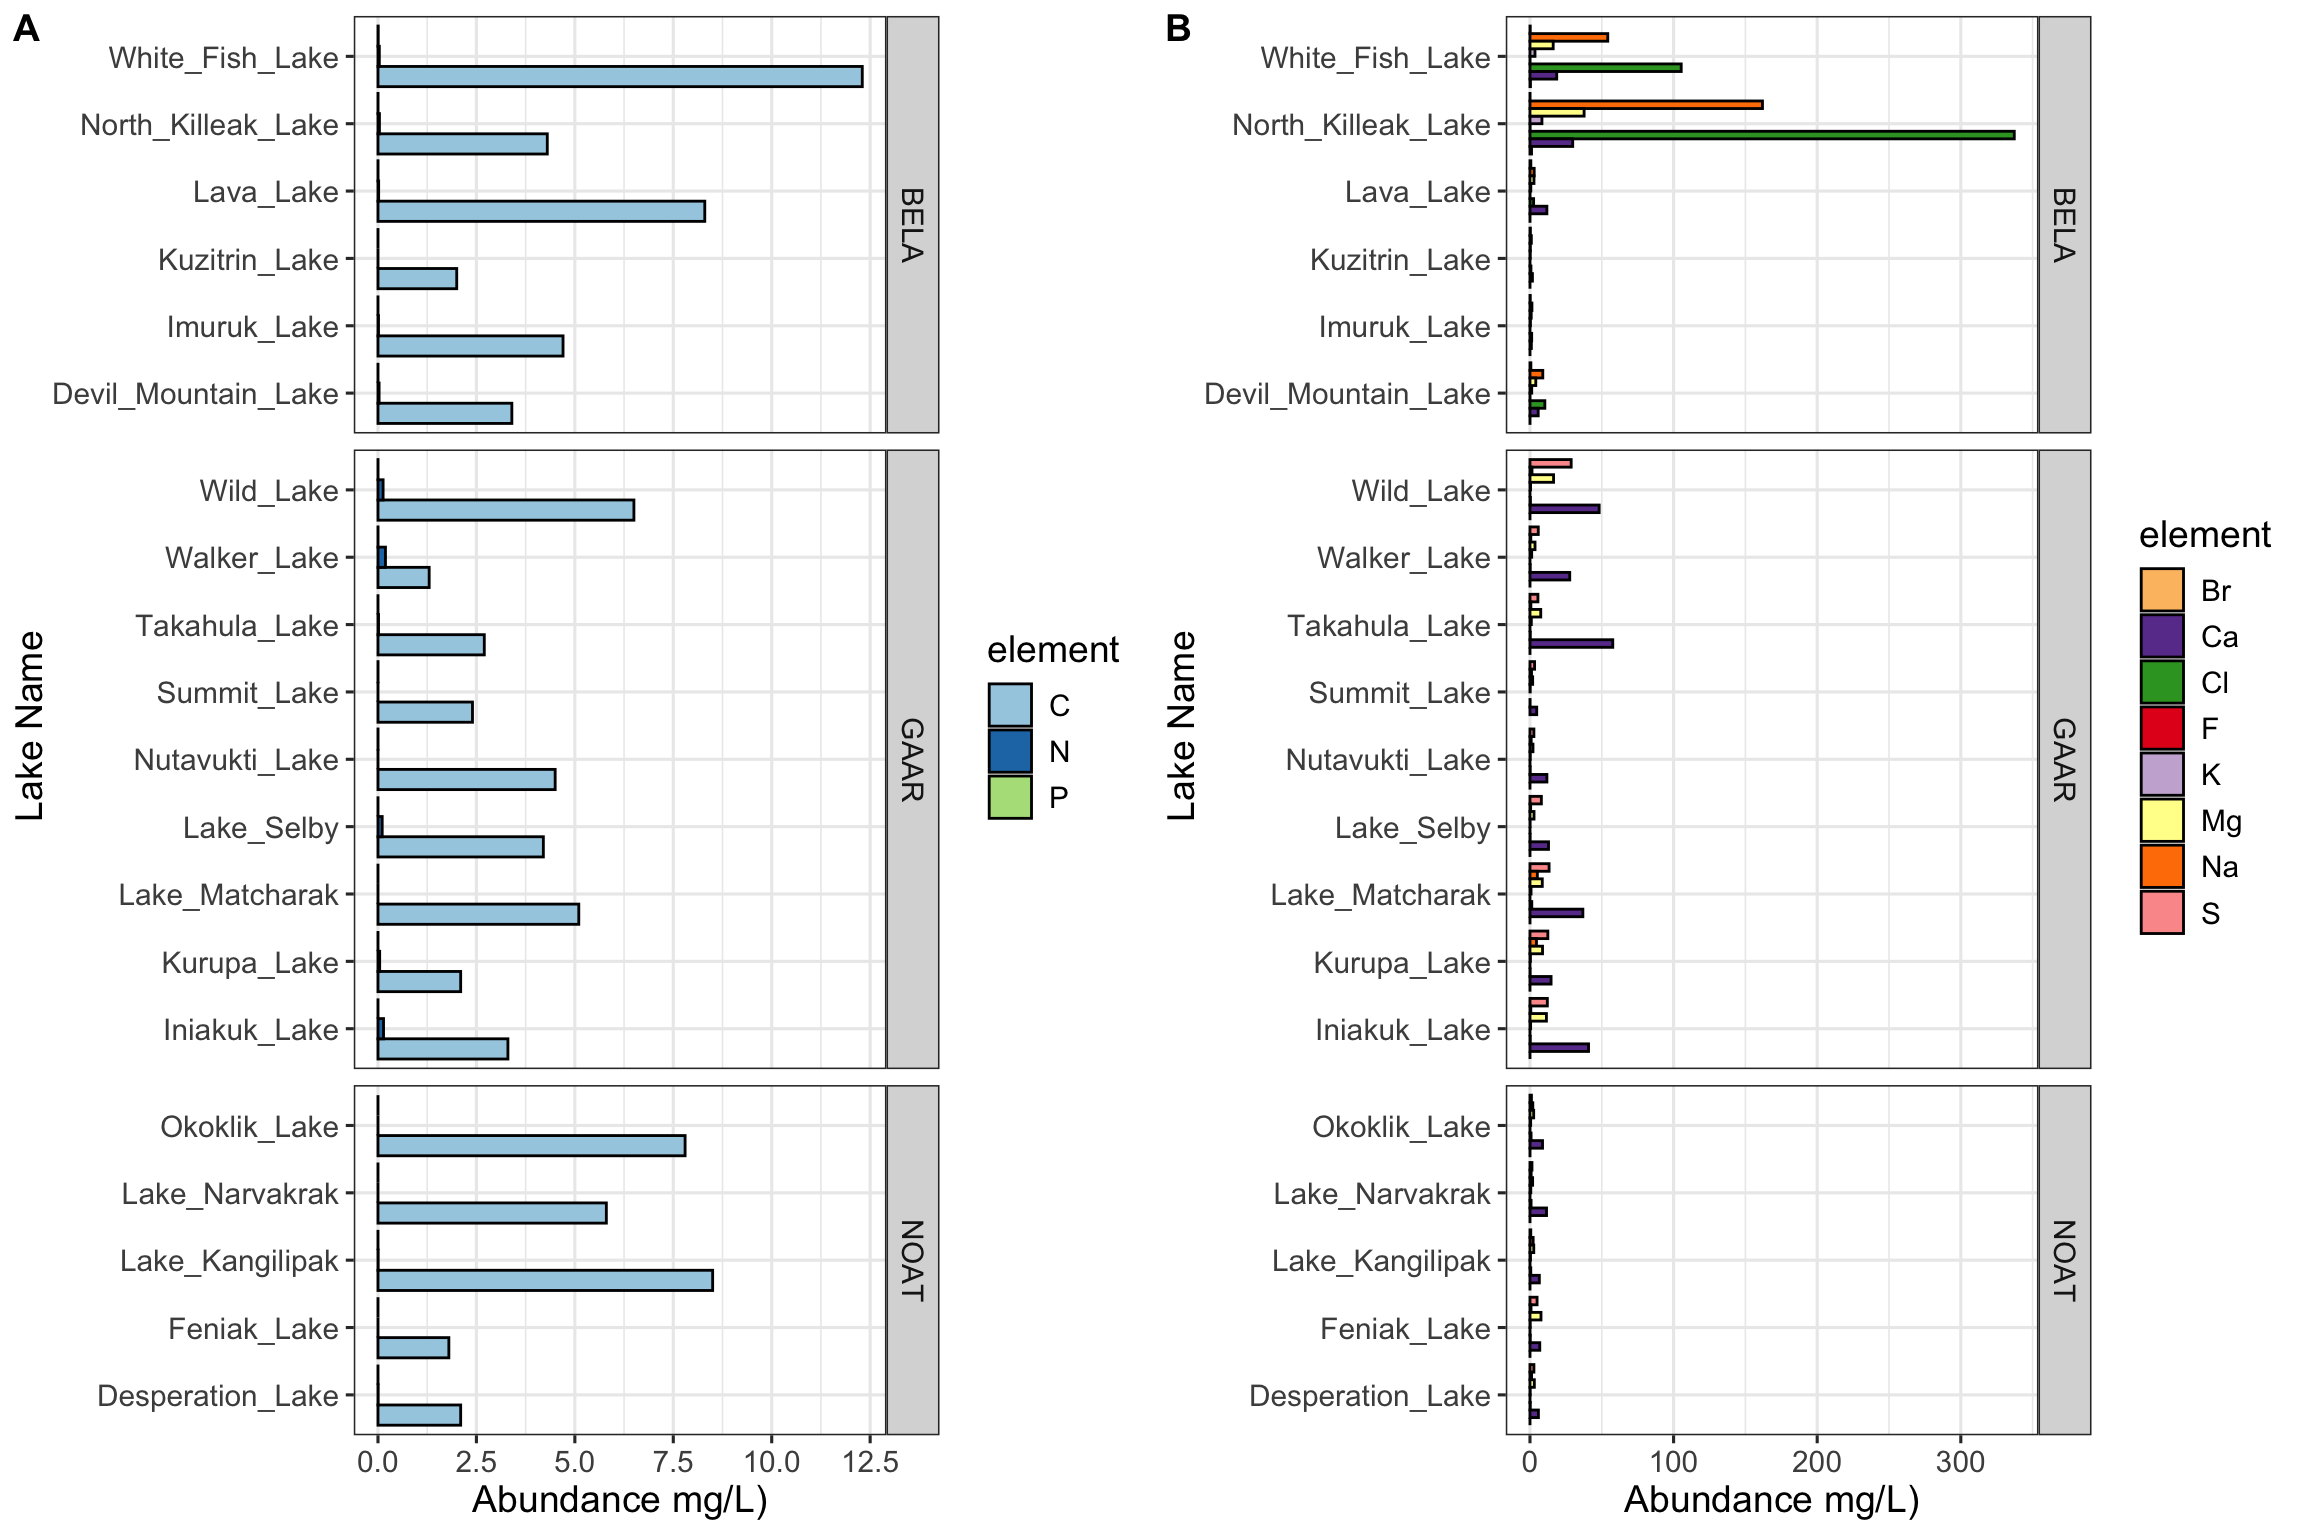 A
Lake Name
White_Fish_Lake
North_Killeak_Lake
Lava_Lake
Kuzitrin_Lake
Imuruk_Lake
Devil_Mountain_Lake
BELA
Wild_Lake
Walker_Lake
Takahula_Lake
Summit_Lake
Nutavukti_Lake
Lake_Selby
Lake_Matcharak
Kurupa_Lake
Iniakuk_Lake
GAAR
Okoklik_Lake
Lake_Narvakrak
Lake_Kangilipak
Feniak_Lake
Desperation_Lake
NOAT
0.0 2.5 5.0 7.5 10.0 12.5
Abundance mg/L)
element
C
N
P
B
Lake Name
White_Fish_Lake
North_Killeak_Lake
Lava_Lake
Kuzitrin_Lake
Imuruk_Lake
Devil_Mountain_Lake
BELA
Wild_Lake
Walker_Lake
Takahula_Lake
Summit_Lake
Nutavukti_Lake
Lake_Selby
Lake_Matcharak
Kurupa_Lake
Iniakuk_Lake
GAAR
Okoklik_Lake
Lake_Narvakrak
Lake_Kangilipak
Feniak_Lake
Desperation_Lake
NOAT
0 100 200 300
Abundance mg/L)
element
Br
Ca
Cl
F
K
Mg
Na
S